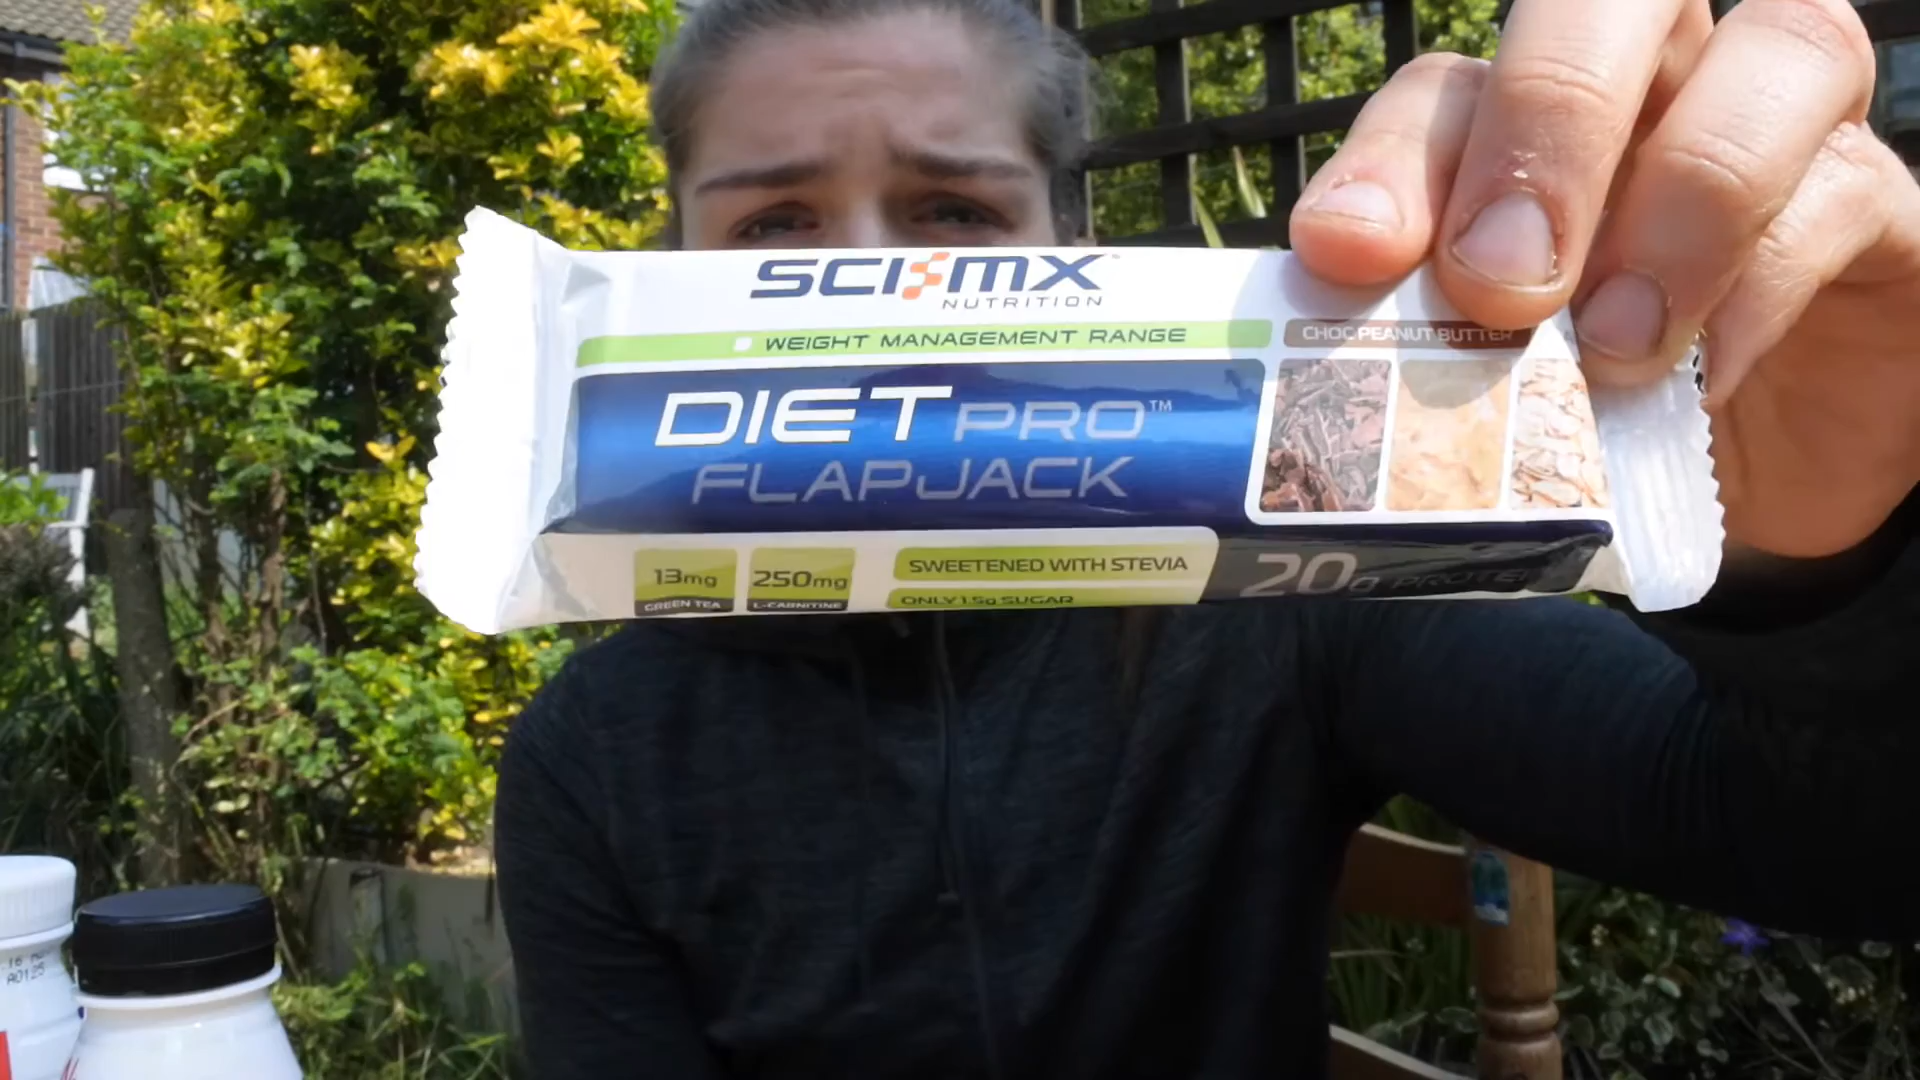 SCI-MX
NUTRITION
WEIGHT MANAGEMENT RANGE
CHOC PEANUT BUTTER
DIET PRO™
FLAPJACK
13mg
GREEN TEA
250mg
L-CARNITINE
SWEETENED WITH STEVIA
ONLY 1.5g SUGAR
20g PROTEIN
A0125